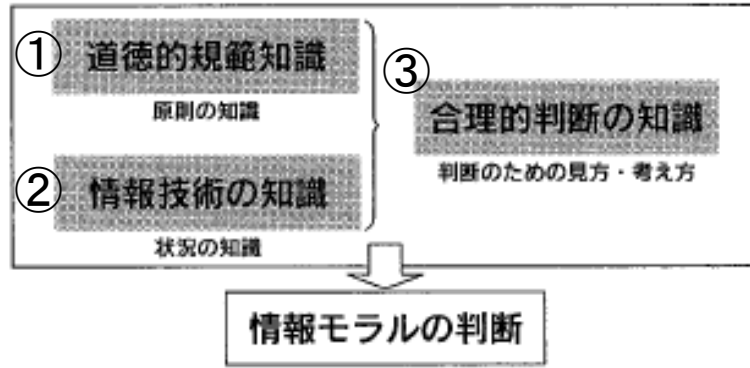 ① 道徳的規範知識
原則の知識
② 情報技術の知識
状況の知識
③ 合理的判断の知識
判断のための見方・考え方
情報モラルの判断